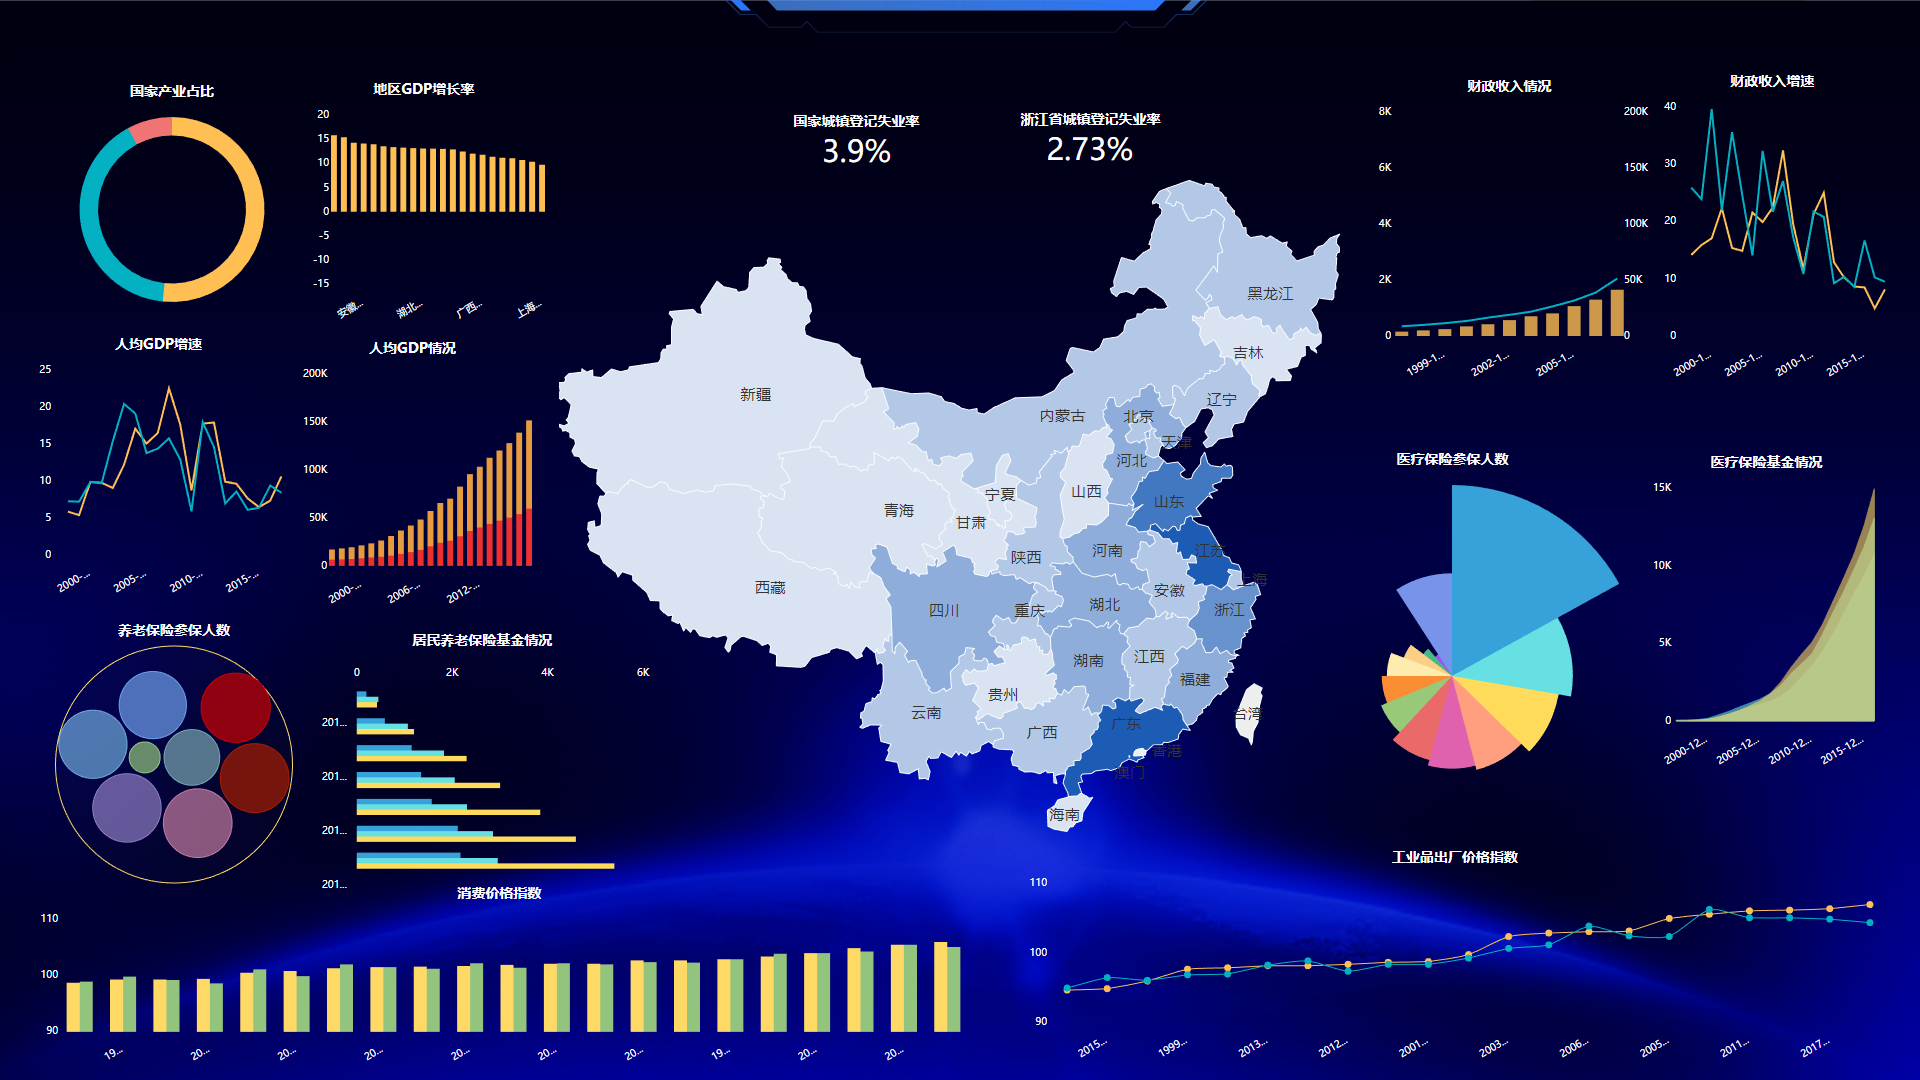 国家产业占比
地区GDP增长率
20
15
10
5
0
-5
-10
-15
安徽...
湖北...
广西...
上海...
国家城镇登记失业率
3.9%
浙江省城镇登记失业率
2.73%
财政收入情况
8K
6K
4K
2K
0
200K
150K
100K
50K
0
1999-1...
2002-1...
2005-1...
财政收入增速
40
30
20
10
0
2000-1...
2005-1...
2010-1...
2015-1...
人均GDP增速
25
20
15
10
5
0
2000-...
2005-...
2010-...
2015-...
人均GDP情况
200K
150K
100K
50K
0
2000-...
2006-...
2012-...
黑龙江
吉林
辽宁
新疆
内蒙古
北京
天津
河北
山西
山东
宁夏
青海
甘肃
陕西
河南
江苏
上海
安徽
西藏
四川
重庆
湖北
浙江
湖南
江西
福建
贵州
云南
广西
广东
台湾
香港
澳门
海南
医疗保险参保人数
医疗保险基金情况
15K
10K
5K
0
2000-12...
2005-12...
2010-12...
2015-12...
养老保险参保人数
居民养老保险基金情况
0
2K
4K
6K
201...
201...
201...
201...
消费价格指数
110
100
90
19...
20...
20...
20...
20...
20...
20...
19...
20...
20...
工业品出厂价格指数
110
100
90
2015...
1999...
2013...
2012...
2001...
2003...
2006...
2005...
2011...
2017...